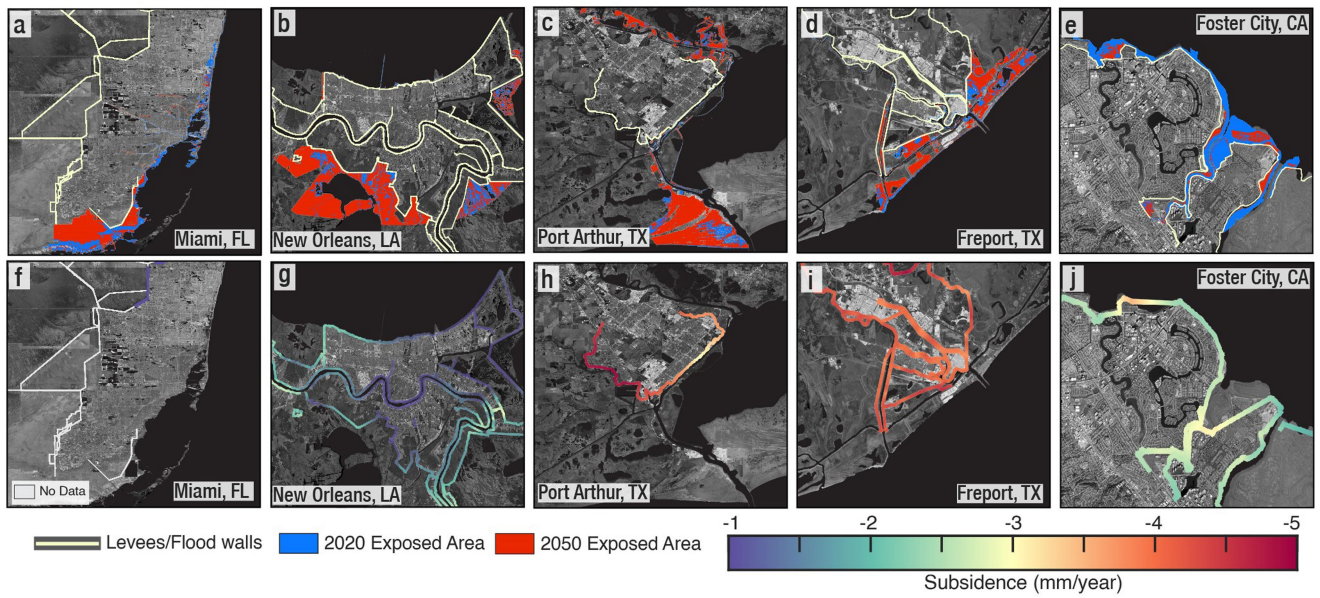 a
Miami, FL
b
New Orleans, LA
c
Port Arthur, TX
d
Freport, TX
e
Foster City, CA
f
No Data
Miami, FL
g
New Orleans, LA
h
Port Arthur, TX
i
Freport, TX
j
Foster City, CA
Levees/Flood walls
2020 Exposed Area
2050 Exposed Area
-1 -2 -3 -4 -5
Subsidence (mm/year)